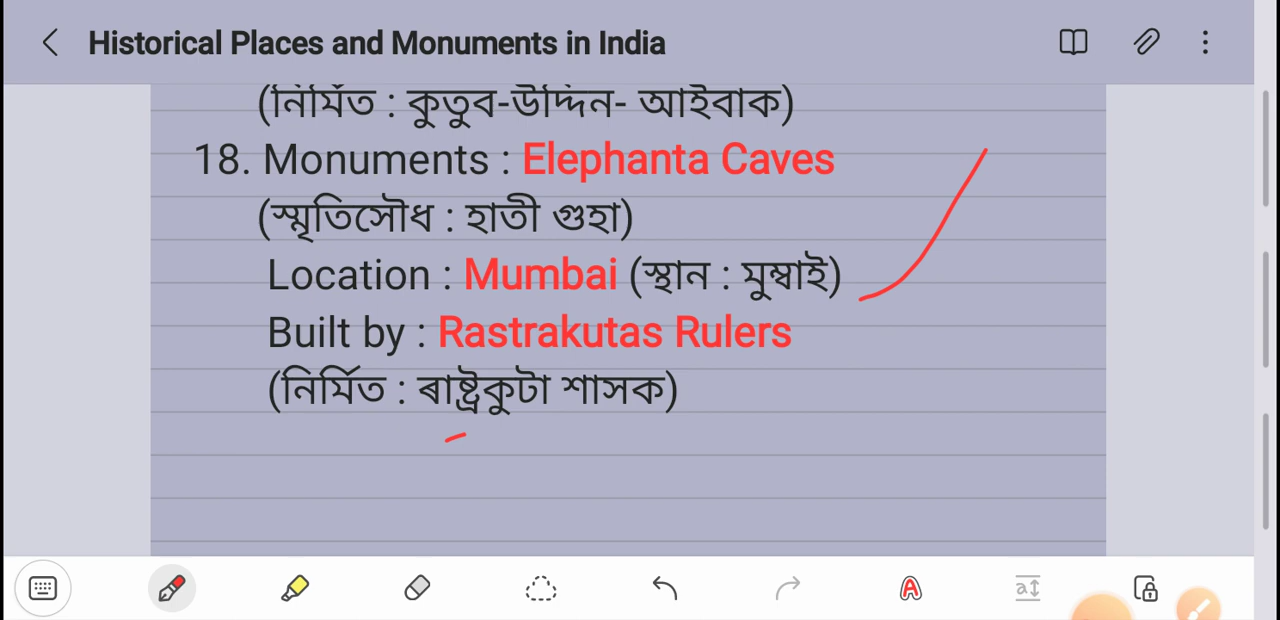 Historical Places and Monuments in India
(নিৰ্মিত : কুতুব-উদ্দিন- আইবাক)
18. Monuments : Elephanta Caves
(স্মৃতিসৌধ : হাতী গুহা)
Location : Mumbai (স্থান : মুম্বাই)
Built by : Rastrakutas Rulers
(নিৰ্মিত : ৰাষ্ট্ৰকুটা শাসক)
A
a